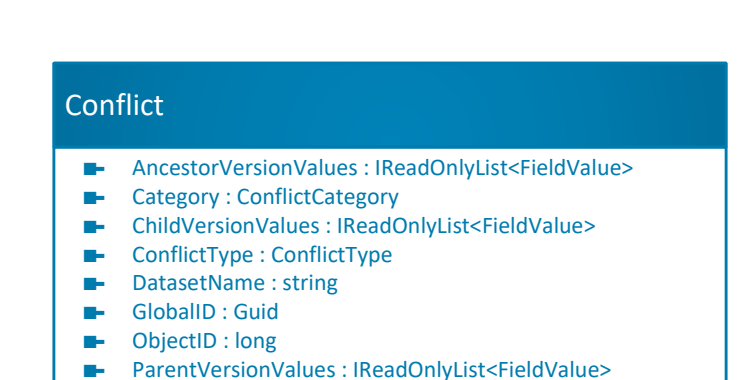 Conflict
AncestorVersionValues : IReadOnlyList<FieldValue>
Category : ConflictCategory
ChildVersionValues : IReadOnlyList<FieldValue>
ConflictType : ConflictType
DatasetName : string
GlobalID : Guid
ObjectID : long
ParentVersionValues : IReadOnlyList<FieldValue>